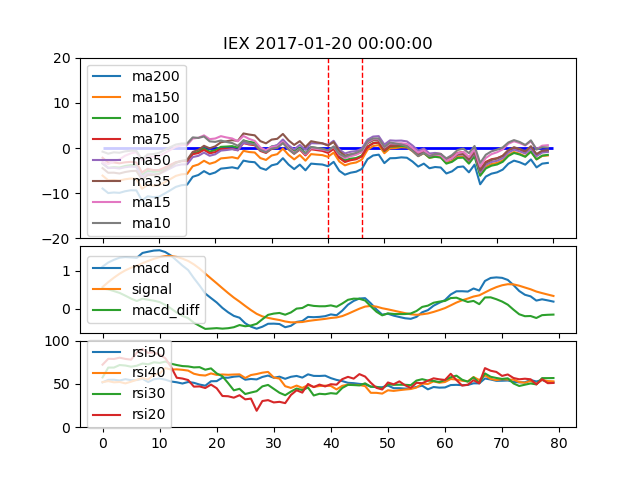 IEX 2017-01-20 00:00:00
20
10
0
−10
−20
ma200
ma150
ma100
ma75
ma50
ma35
ma15
ma10
1
0
macd
signal
macd_diff
100
50
0
rsi50
rsi40
rsi30
rsi20
0 10 20 30 40 50 60 70 80